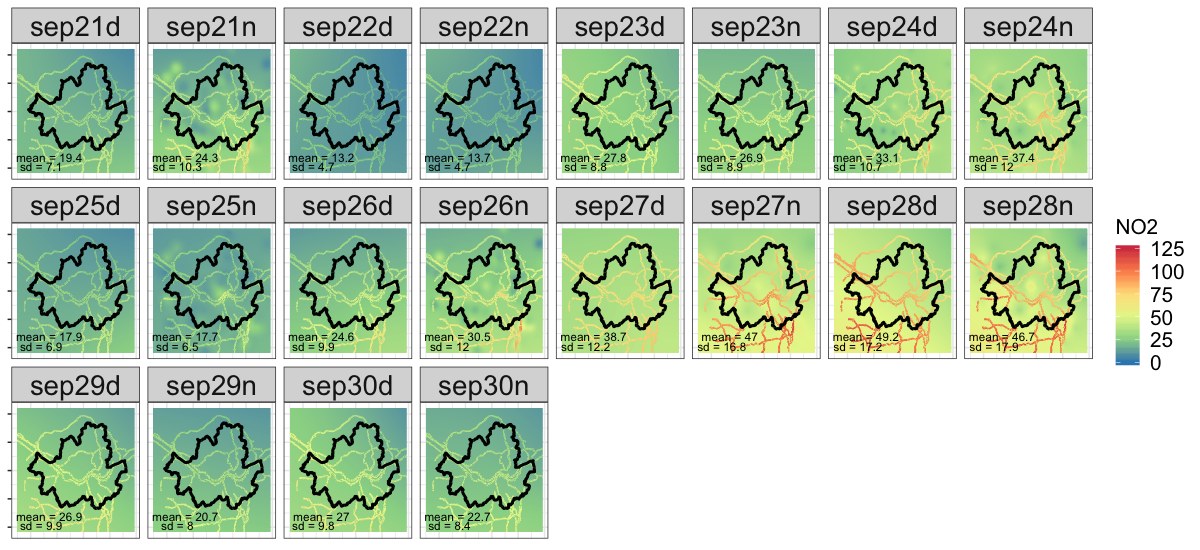 sep21d sep21n sep22d sep22n sep23d sep23n sep24d sep24n
mean = 19.4 mean = 24.3 mean = 13.2 mean = 13.7 mean = 27.8 mean = 26.9 mean = 33.1 mean = 37.4
sd = 7.1 sd = 10.3 sd = 4.7 sd = 4.7 sd = 8.8 sd = 8.9 sd = 10.7 sd = 12
sep25d sep25n sep26d sep26n sep27d sep27n sep28d sep28n
mean = 17.9 mean = 17.7 mean = 24.6 mean = 30.5 mean = 38.7 mean = 47 mean = 49.2 mean = 46.7
sd = 6.9 sd = 6.5 sd = 9.9 sd = 12 sd = 12.2 sd = 16.8 sd = 17.2 sd = 17.9
NO2
125
100
75
50
25
0
sep29d sep29n sep30d sep30n
mean = 26.9 mean = 20.7 mean = 27 mean = 22.7
sd = 9.9 sd = 8 sd = 9.8 sd = 8.4